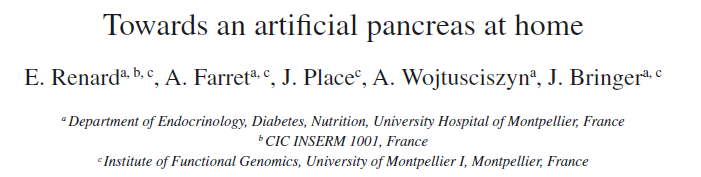 Towards an artificial pancreas at home
E. Renardᵃ, ᵇ, ᶜ, A. Farretᵃ, ᶜ, J. Placeᶜ, A. Wojtusciszynᵃ, J. Bringerᵃ, ᶜ
ᵃ Department of Endocrinology, Diabetes, Nutrition, University Hospital of Montpellier, France
ᵇ CIC INSERM 1001, France
ᶜ Institute of Functional Genomics, University of Montpellier I, Montpellier, France